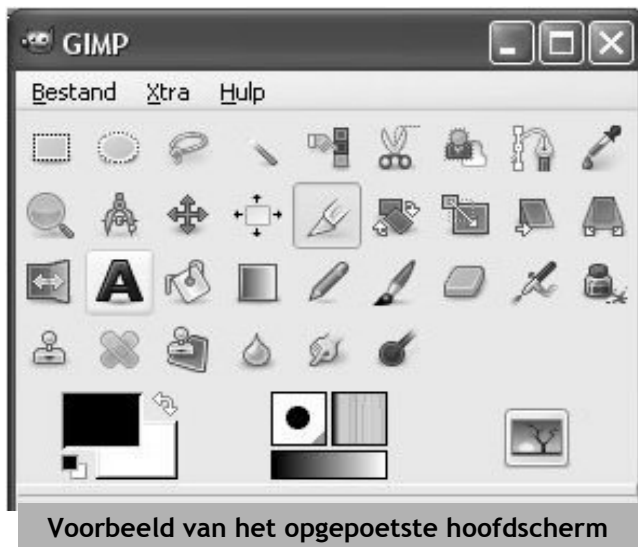 GIMP
Bestand Xtra Hulp
A
Voorbeeld van het opgepoetste hoofdscherm